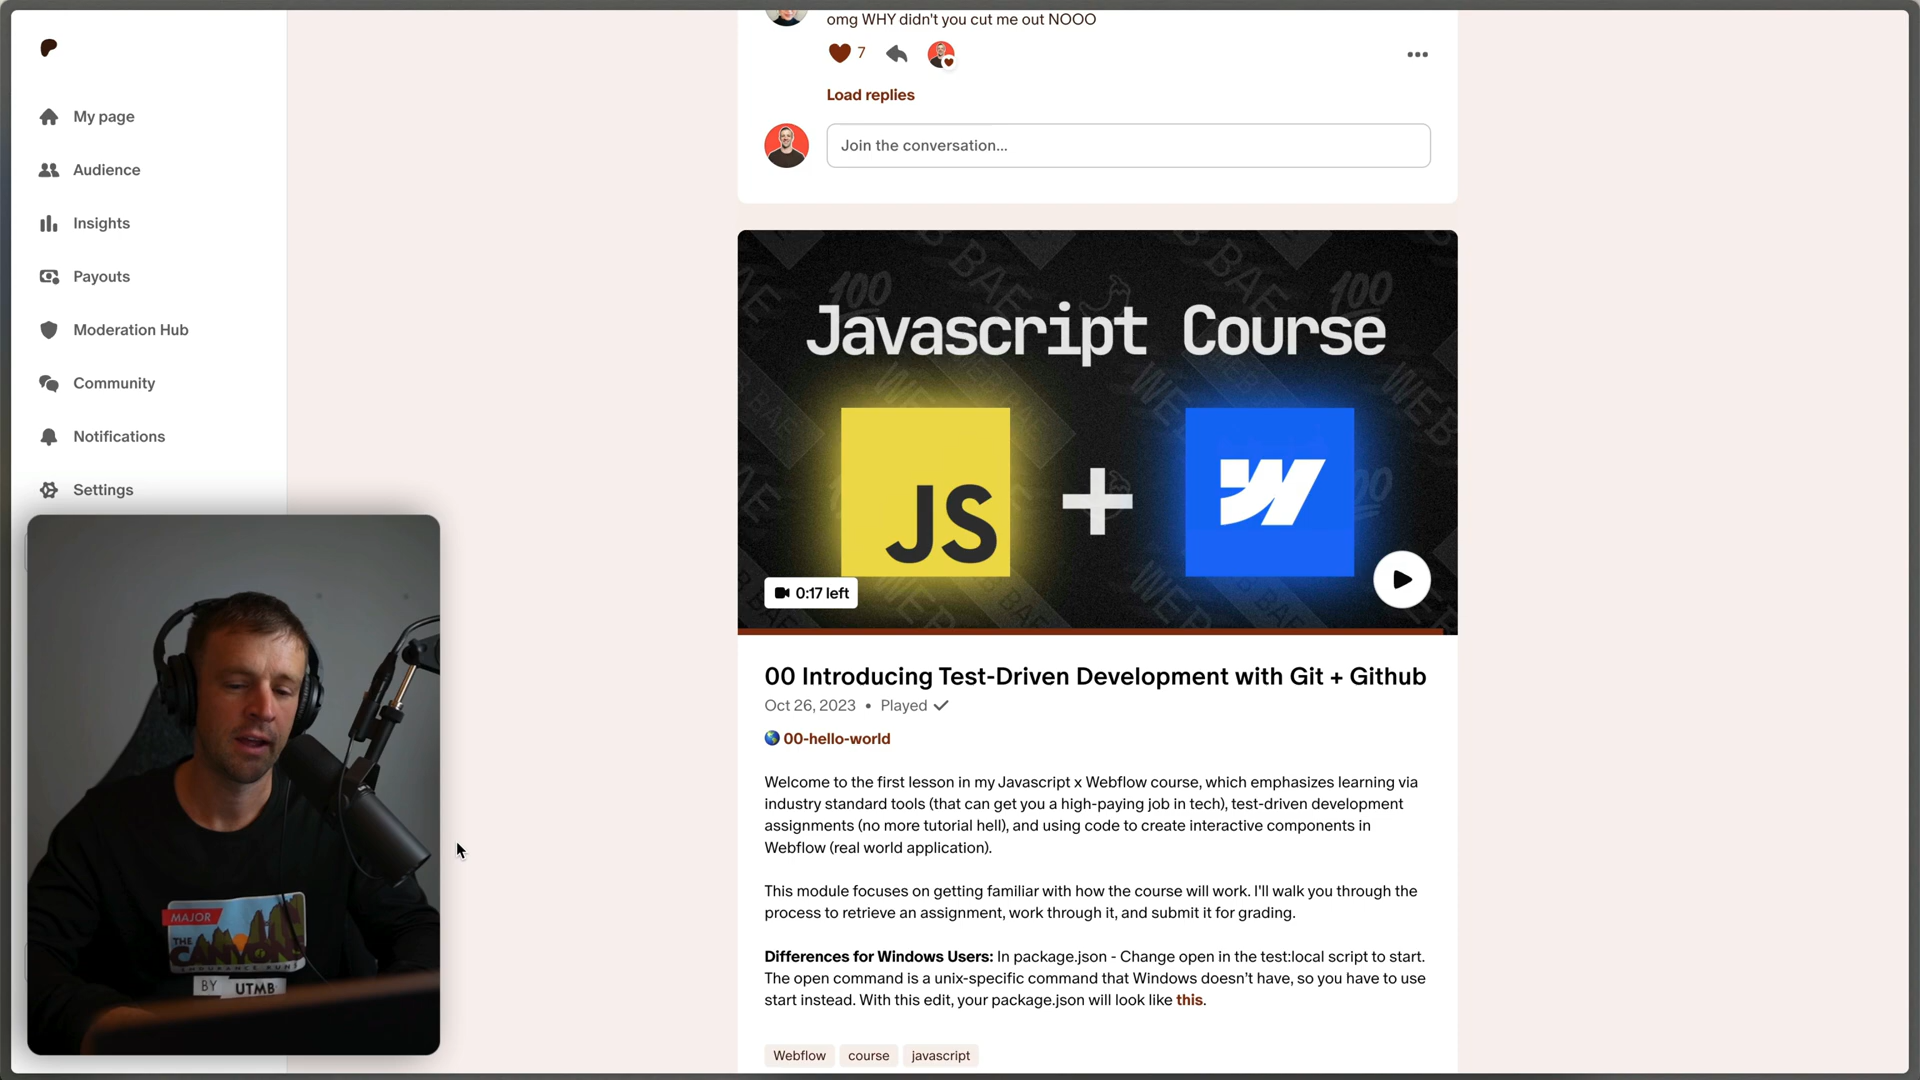 omg WHY didn't you cut me out NOOO
7
Load replies
Join the conversation...
My page
Audience
Insights
Payouts
Moderation Hub
Community
Notifications
Settings
Javascript Course
JS
+
0:17 left
00 Introducing Test-Driven Development with Git + Github
Oct 26, 2023 • Played
00-hello-world
Welcome to the first lesson in my Javascript x Webflow course, which emphasizes learning via
industry standard tools (that can get you a high-paying job in tech), test-driven development
assignments (no more tutorial hell), and using code to create interactive components in
Webflow (real world application).
This module focuses on getting familiar with how the course will work. I'll walk you through the
process to retrieve an assignment, work through it, and submit it for grading.
Differences for Windows Users: In package.json - Change open in the test:local script to start.
The open command is a unix-specific command that Windows doesn't have, so you have to use
start instead. With this edit, your package.json will look like this.
Webflow
course
javascript
MAJOR
THE
CANYONS
ENDURANCE RUNS
BY UTMB